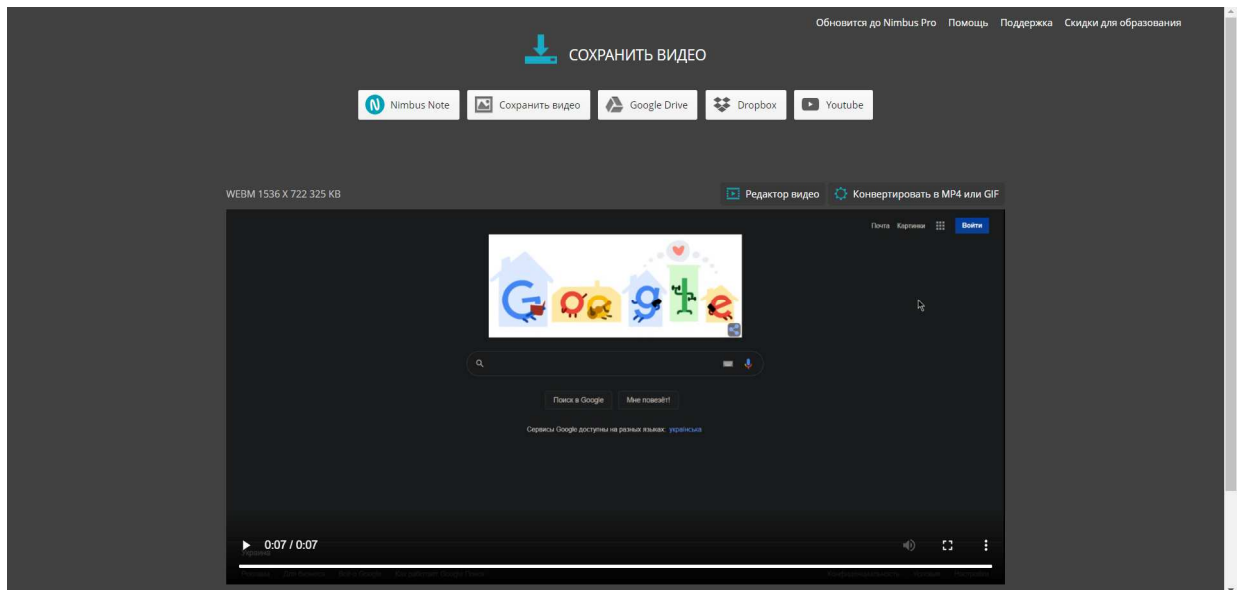 Обновится до Nimbus Pro Помощь Поддержка Скидки для образования
СОХРАНИТЬ ВИДЕО
Nimbus Note Сохранить видео Google Drive Dropbox Youtube
WEBM 1536 X 722 325 KB Редактор видео Конвертировать в MP4 или GIF
Почта Картинки Войти
Google
Поиск в Google Мне повезёт!
Сервисы Google доступны на разных языках: українська
0:07 / 0:07
Украина